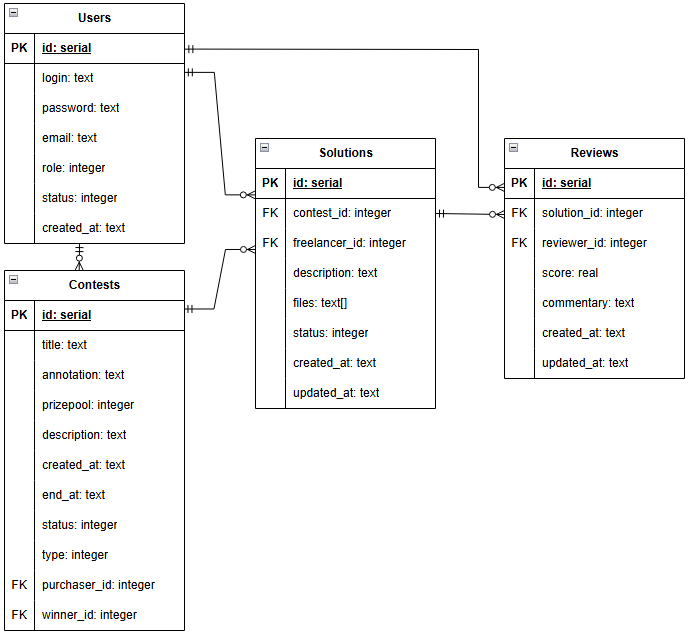 Users
PK id: serial
login: text
password: text
email: text
role: integer
status: integer
created_at: text
Contests
PK id: serial
title: text
annotation: text
prizepool: integer
description: text
created_at: text
end_at: text
status: integer
type: integer
FK purchaser_id: integer
FK winner_id: integer
Solutions
PK id: serial
FK contest_id: integer
FK freelancer_id: integer
description: text
files: text[]
status: integer
created_at: text
updated_at: text
Reviews
PK id: serial
FK solution_id: integer
FK reviewer_id: integer
score: real
commentary: text
created_at: text
updated_at: text